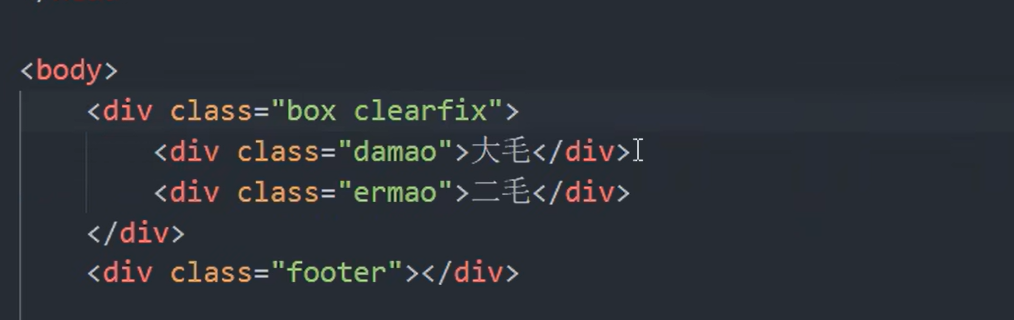 <body>
<div class="box clearfix">
<div class="damao">大毛</div>
<div class="ermao">二毛</div>
</div>
<div class="footer"></div>